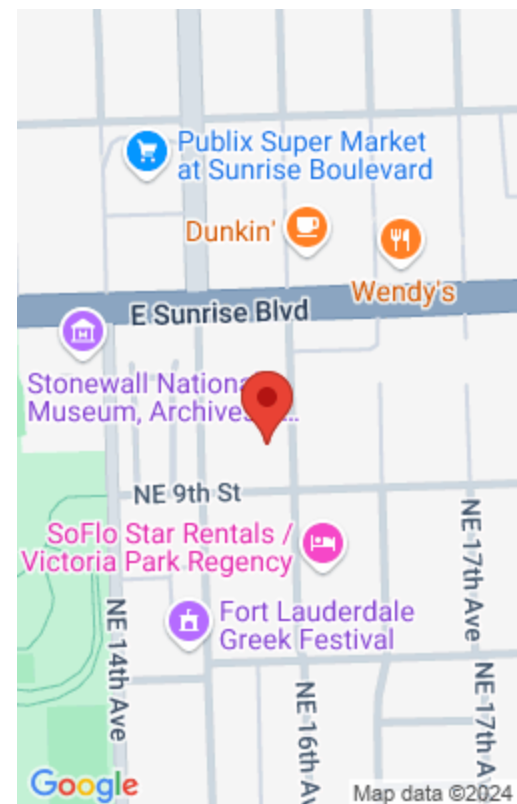 Publix Super Market
at Sunrise Boulevard
Dunkin'
Wendy's
E Sunrise Blvd
Stonewall Nationa
Museum, Archives
NE 9th St
SoFlo Star Rentals /
Victoria Park Regency
NE 17th Ave
Fort Lauderdale
Greek Festival
NE 14th Ave
NE 16th Av
NE 17th A
Google
Map data ©2024